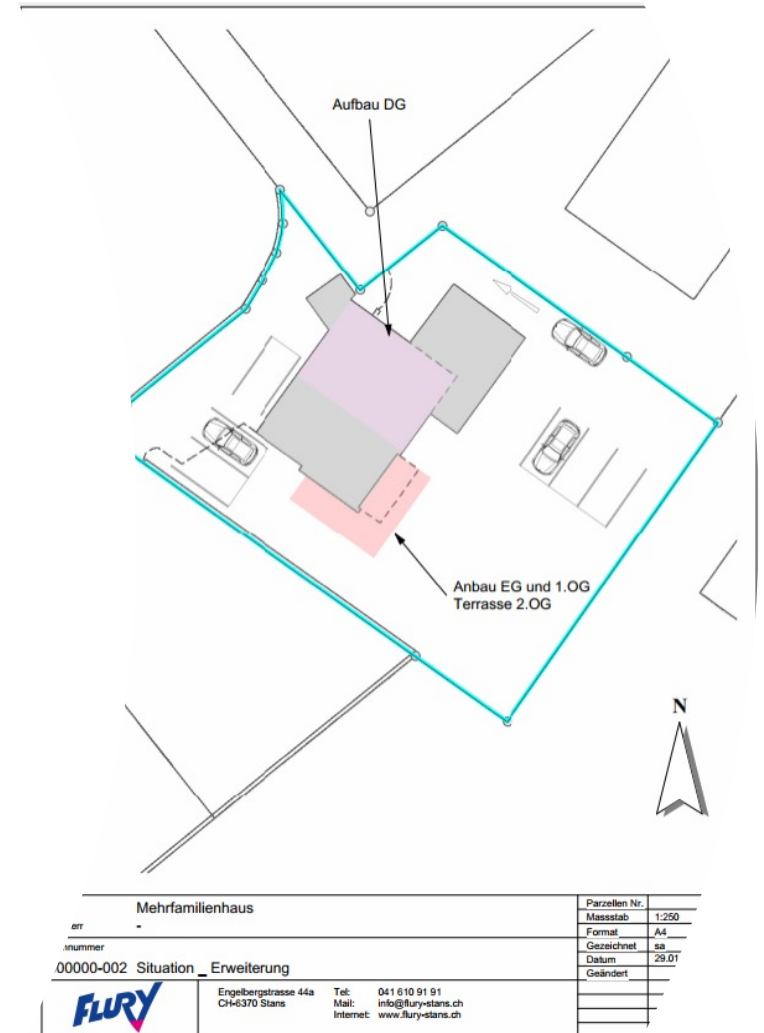 Aufbau DG
Anbau EG und 1.OG
Terrasse 2.OG
N
Mehrfamilienhaus
err -
nummer
00000-002 Situation _ Erweiterung
Parzellen Nr.
Massstab 1:250
Format A4
Gezeichnet sa
Datum 29.01
Geändert
FLURY
Engelbergstrasse 44a
CH-6370 Stans
Tel: 041 610 91 91
Mail: info@flury-stans.ch
Internet: www.flury-stans.ch